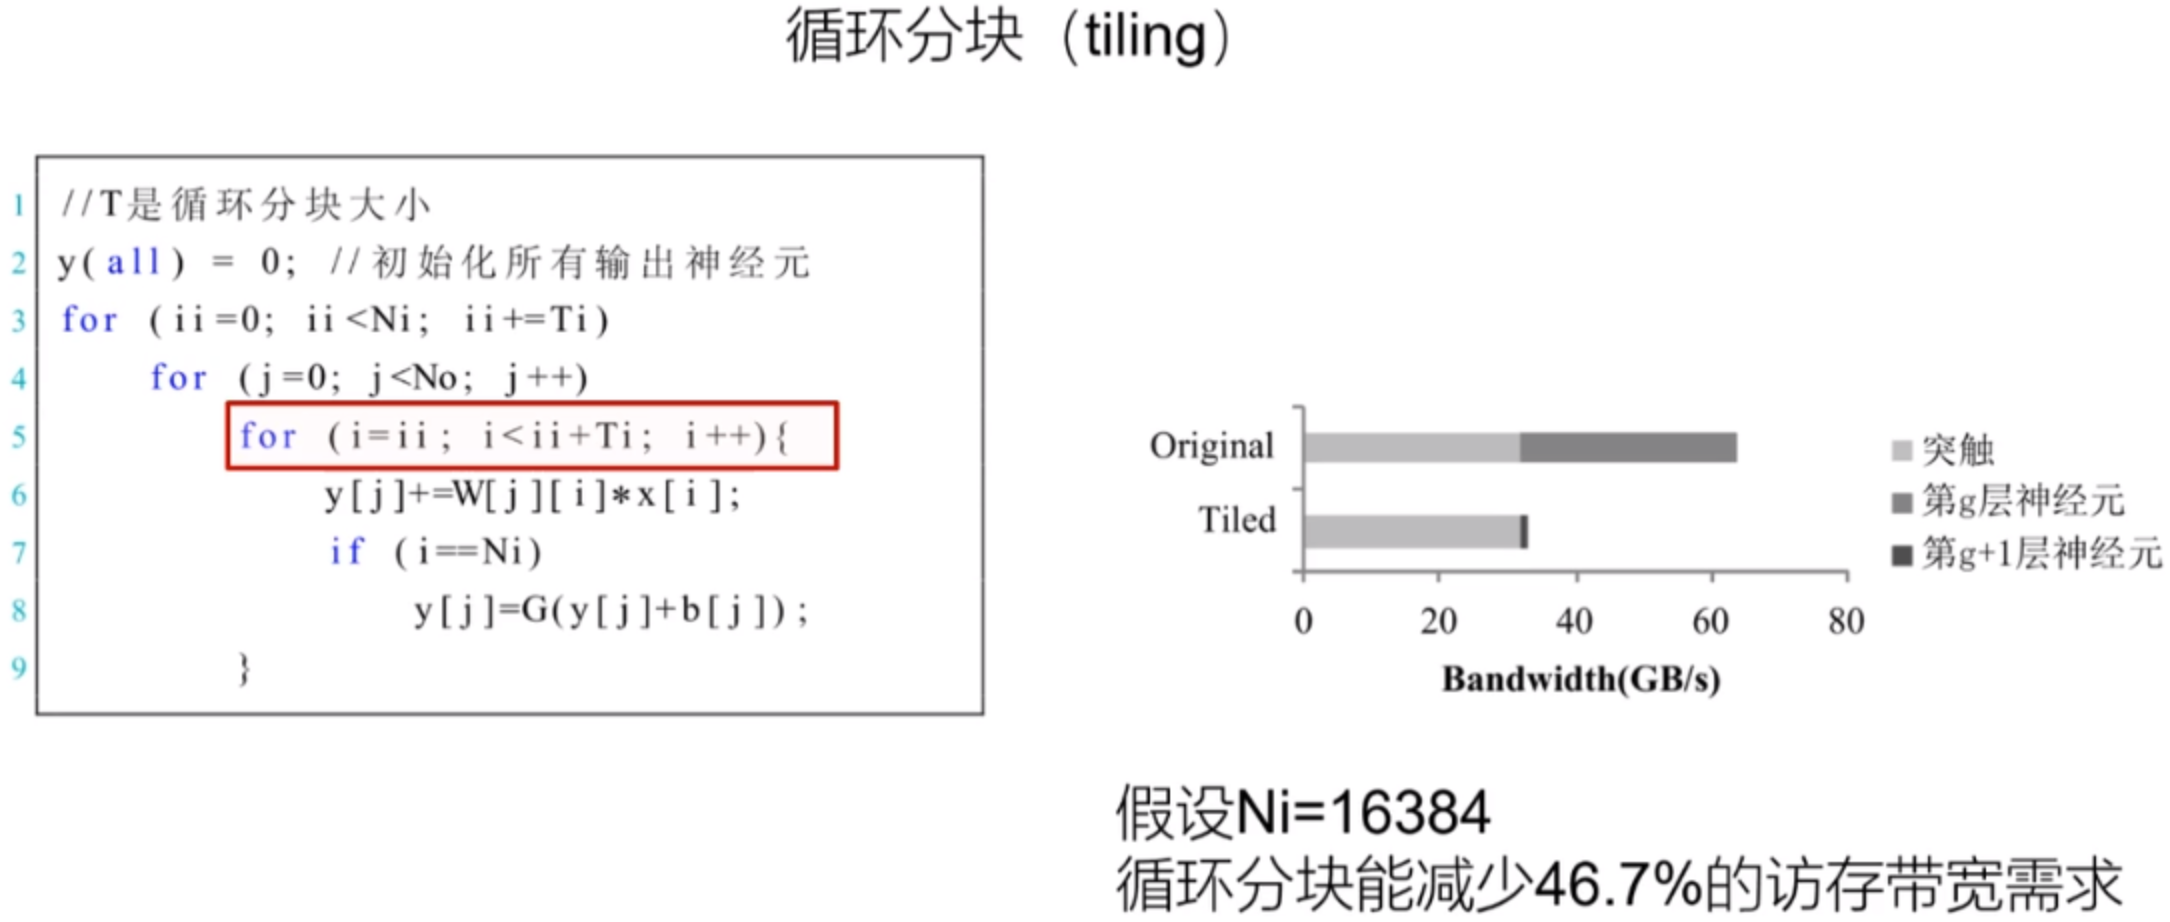 循环分块（tiling）
1 //T是循环分块大小
2 y(all) = 0; //初始化所有输出神经元
3 for (ii=0; ii<Ni; ii+=Ti)
4 for (j=0; j<No; j++)
5 for (i=ii; i<ii+Ti; i++){
6 y[j]+=W[j][i]*x[i];
7 if (i==Ni)
8 y[j]=G(y[j]+b[j]);
9 }
Original
Tiled
0 20 40 60 80
Bandwidth(GB/s)
突触
第g层神经元
第g+1层神经元
假设Ni=16384
循环分块能减少46.7%的访存带宽需求